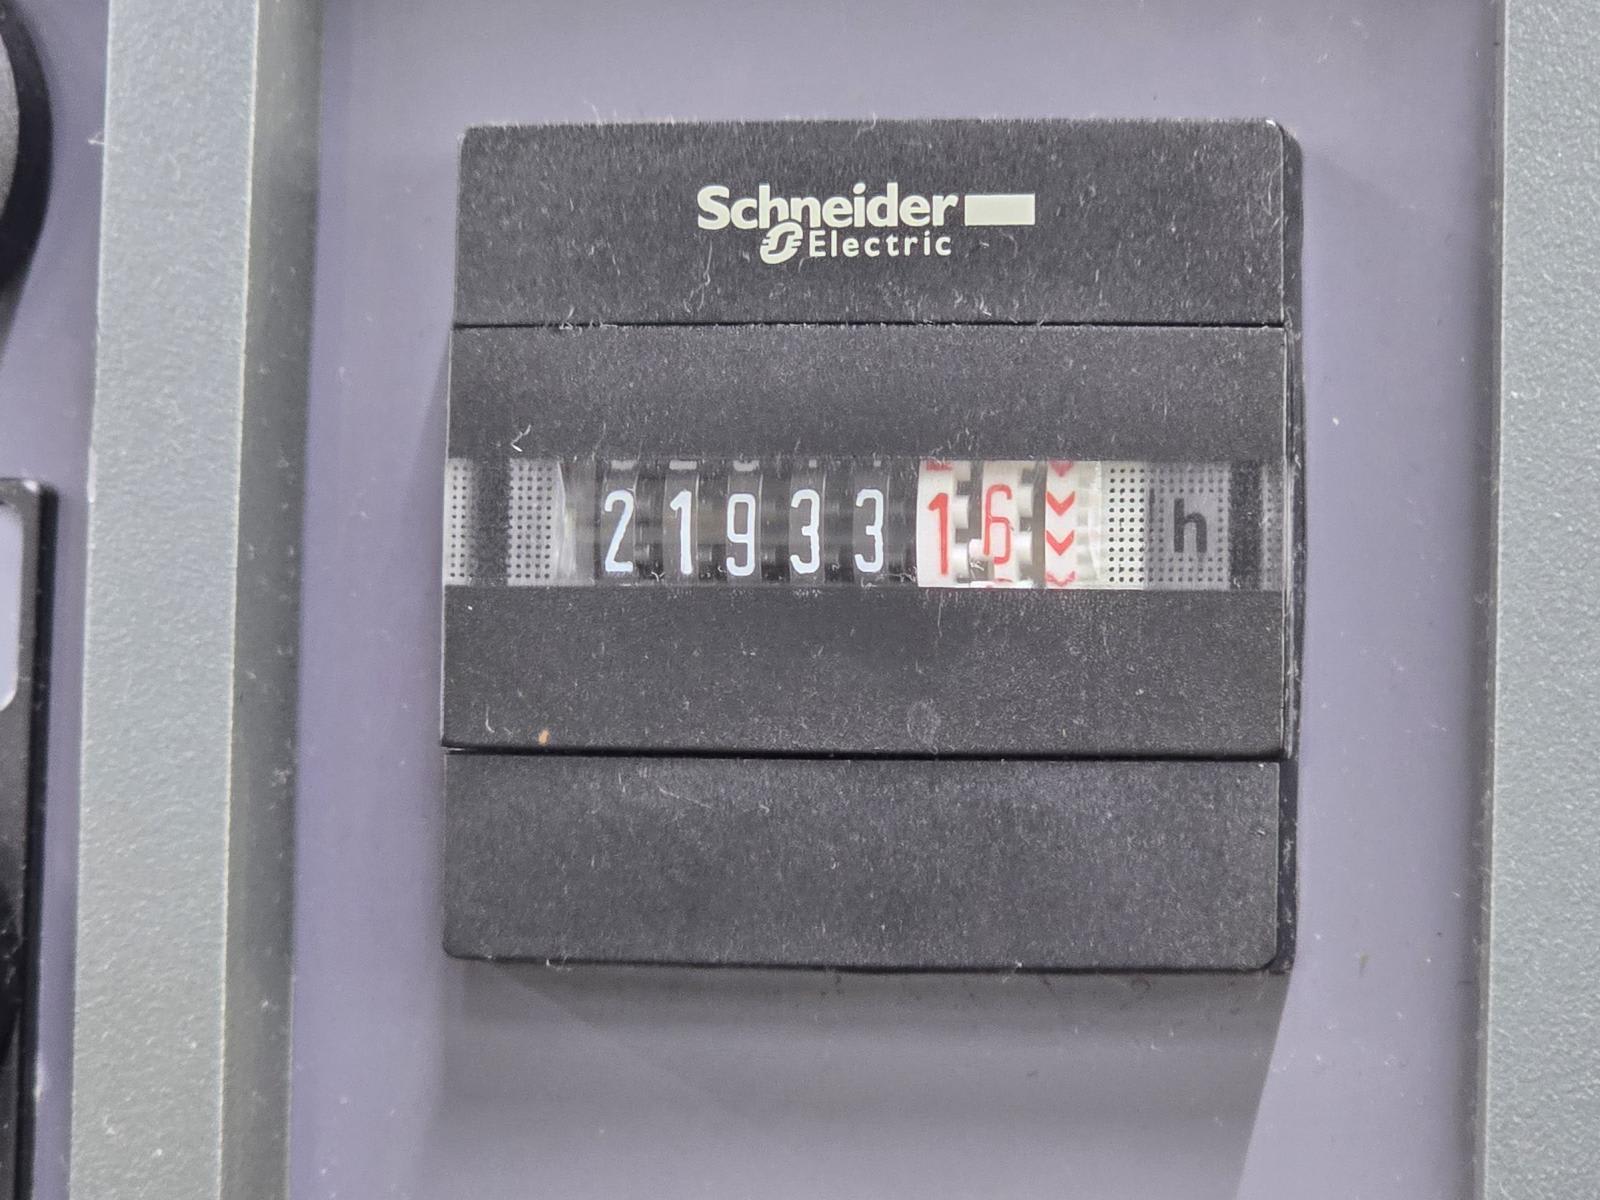 Schneider
Electric
2193316 h